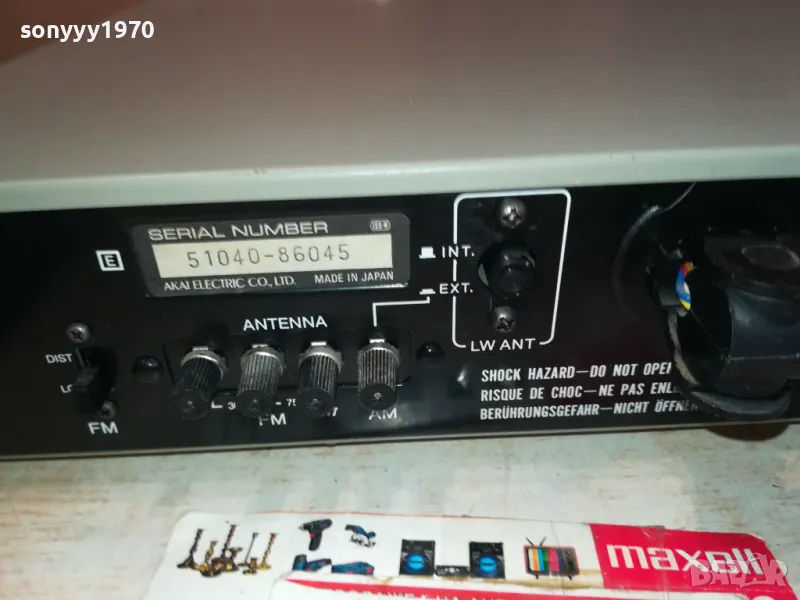 sonyyy1970
SERIAL NUMBER
51040-86045
AKAI ELECTRIC CO., LTD. MADE IN JAPAN
E
INT.
EXT.
LW ANT
ANTENNA
DIST
FM
FM
AM
SHOCK HAZARD—DO NOT OPEN
RISQUE DE CHOC—NE PAS
BERÜHRUNGSGEFAHR—NICHT ÖFFNEN
maxell
BAZAR